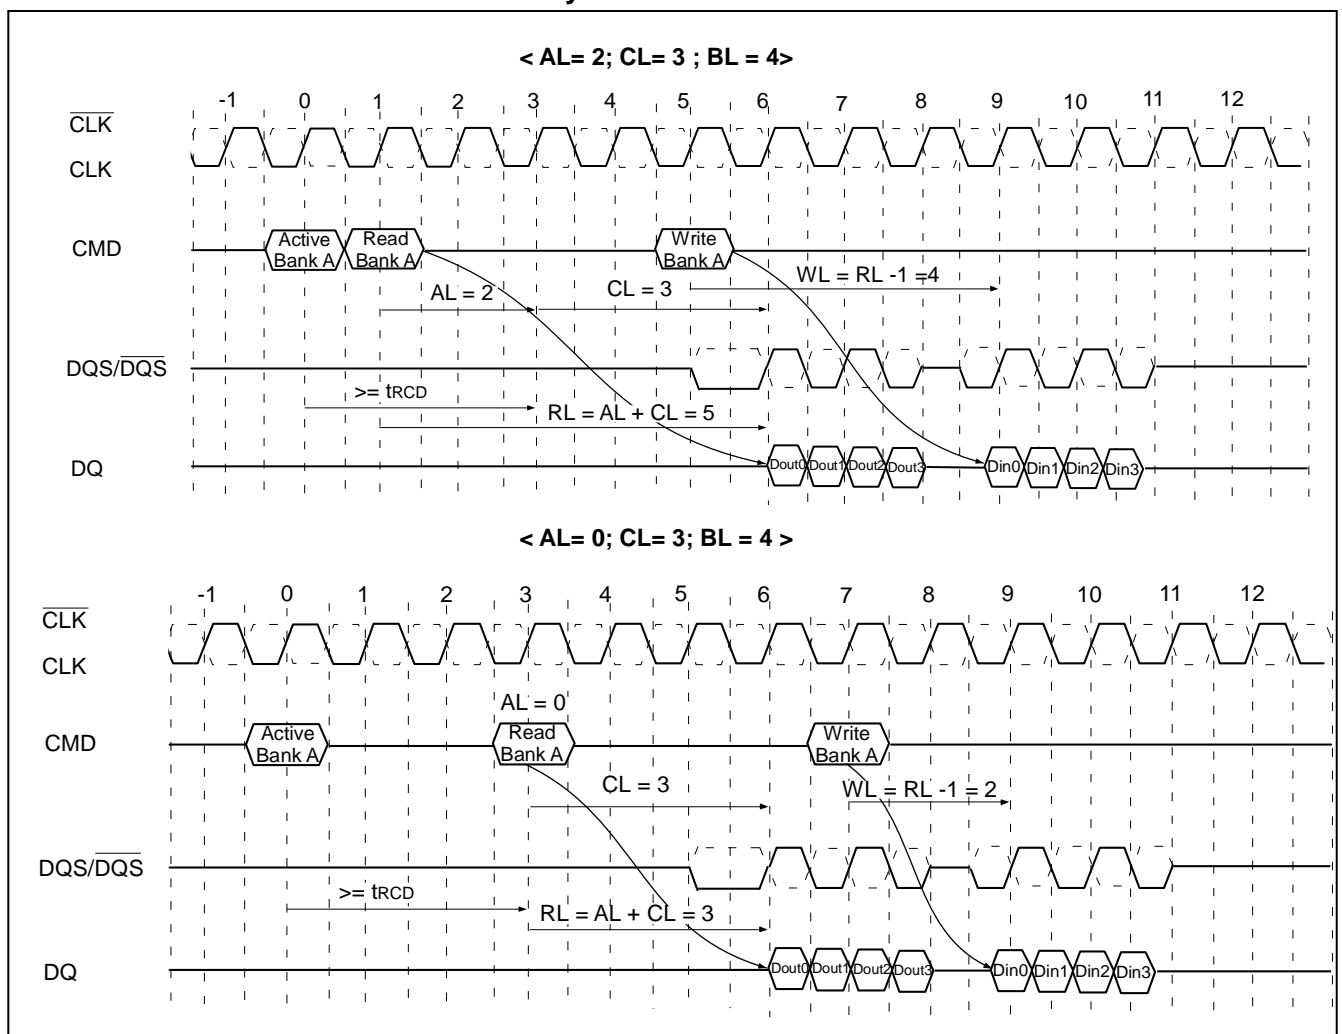 < AL= 2; CL= 3 ; BL = 4>
-1 0 1 2 3 4 5 6 7 8 9 10 11 12
CLK
CLK
CMD
Active
Bank A
Read
Bank A
Write
Bank A
WL = RL -1 =4
AL = 2
CL = 3
DQS/DQS
>= tRCD
RL = AL + CL = 5
DQ
Dout0 Dout1 Dout2 Dout3 Din0 Din1 Din2 Din3
< AL= 0; CL= 3; BL = 4 >
-1 0 1 2 3 4 5 6 7 8 9 10 11 12
CLK
CLK
AL = 0
CMD
Active
Bank A
Read
Bank A
Write
Bank A
CL = 3
WL = RL -1 = 2
DQS/DQS
>= tRCD
RL = AL + CL = 3
DQ
Dout0 Dout1 Dout2 Dout3 Din0 Din1 Din2 Din3